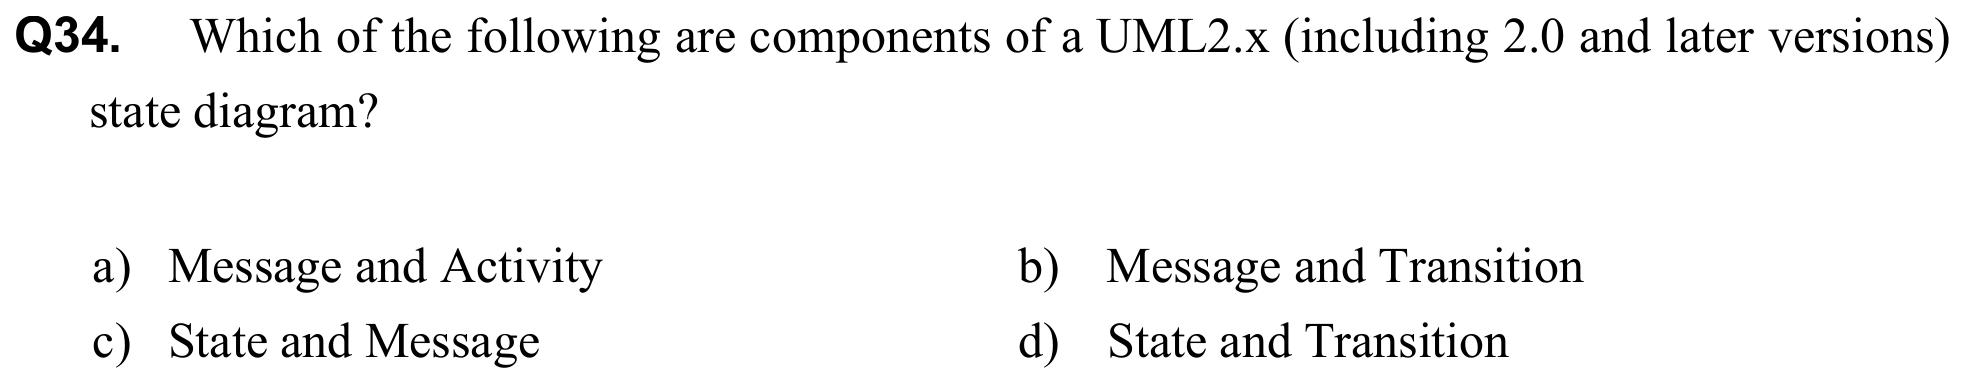 Q34. Which of the following are components of a UML2.x (including 2.0 and later versions)
state diagram?
a) Message and Activity b) Message and Transition
c) State and Message d) State and Transition